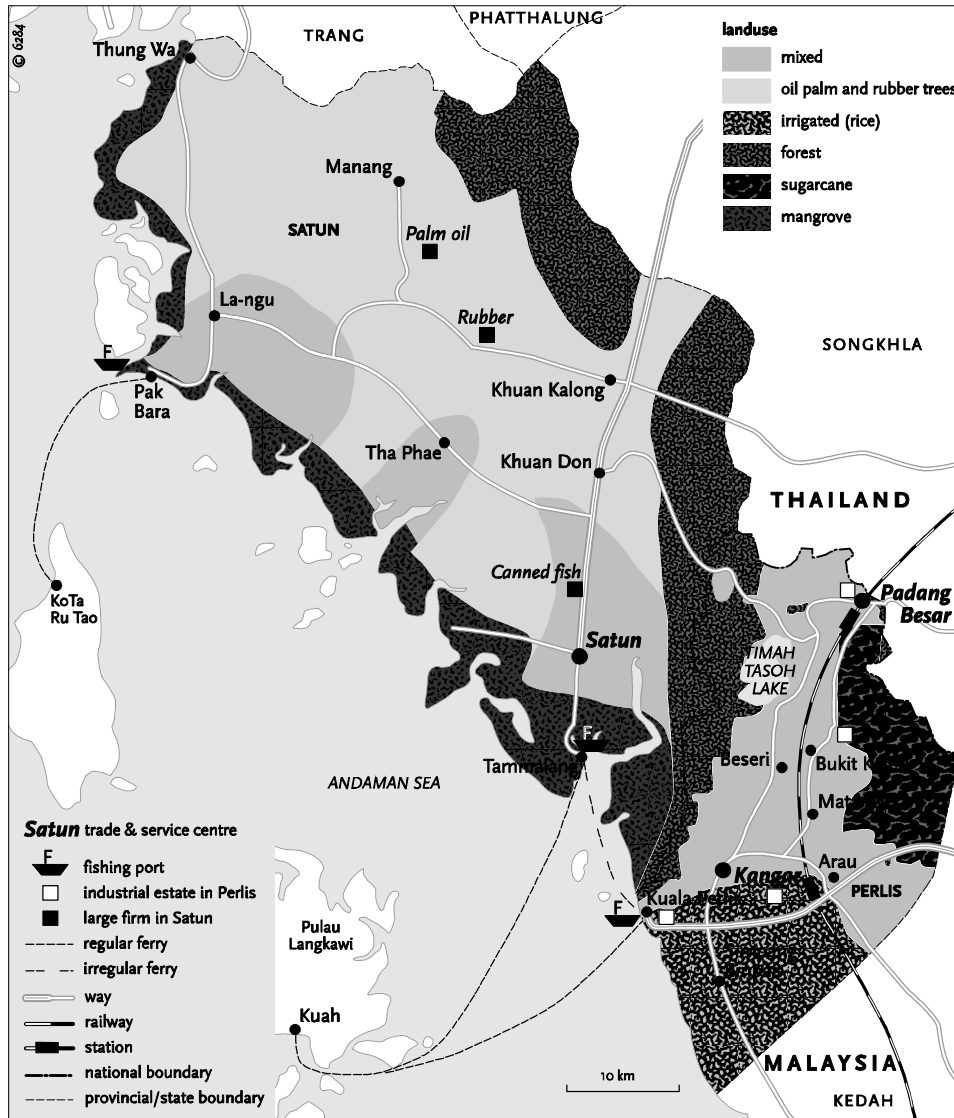 © 6284
PHATTHALUNG
TRANG
Thung Wa
landuse
mixed
oil palm and rubber trees
irrigated (rice)
forest
sugarcane
mangrove
Manang
SATUN
Palm oil
La-ngu
Rubber
SONGKHLA
F
Pak
Bara
Khuan Kalong
Tha Phae
Khuan Don
THAILAND
Canned fish
KoTa
Ru Tao
Padang
Besar
Satun
TIMAH
TASOH
LAKE
F
Tammalang
Beseri
Bukit
ANDAMAN SEA
Mat
Satun trade & service centre
F
fishing port
industrial estate in Perlis
large firm in Satun
regular ferry
irregular ferry
way
railway
station
national boundary
provincial/state boundary
Arau
Kangar
PERLIS
F
Kuala Perlis
Pulau
Langkawi
Kuah
10 km
MALAYSIA
KEDAH